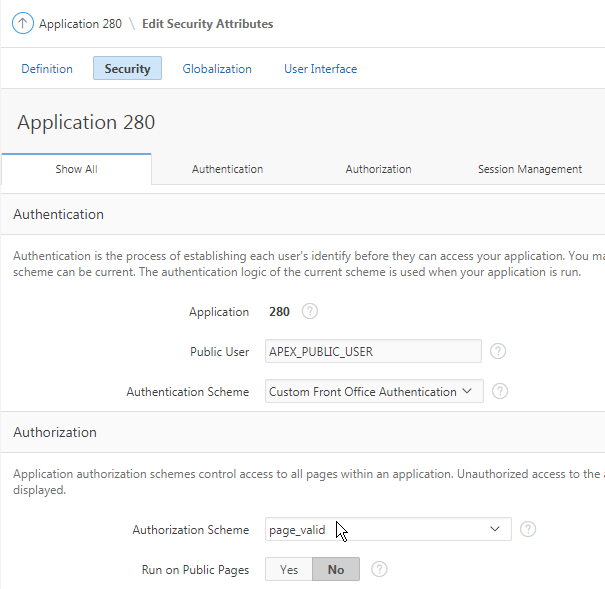 Application 280 \ Edit Security Attributes
Definition Security Globalization User Interface
Application 280
Show All Authentication Authorization Session Management
Authentication
Authentication is the process of establishing each user's identify before they can access your application. You ma
scheme can be current. The authentication logic of the current scheme is used when your application is run.
Application 280 ?
Public User APEX_PUBLIC_USER ?
Authentication Scheme Custom Front Office Authentication ?
Authorization
Application authorization schemes control access to all pages within an application. Unauthorized access to the a
displayed.
Authorization Scheme page_valid ?
Run on Public Pages Yes No ?